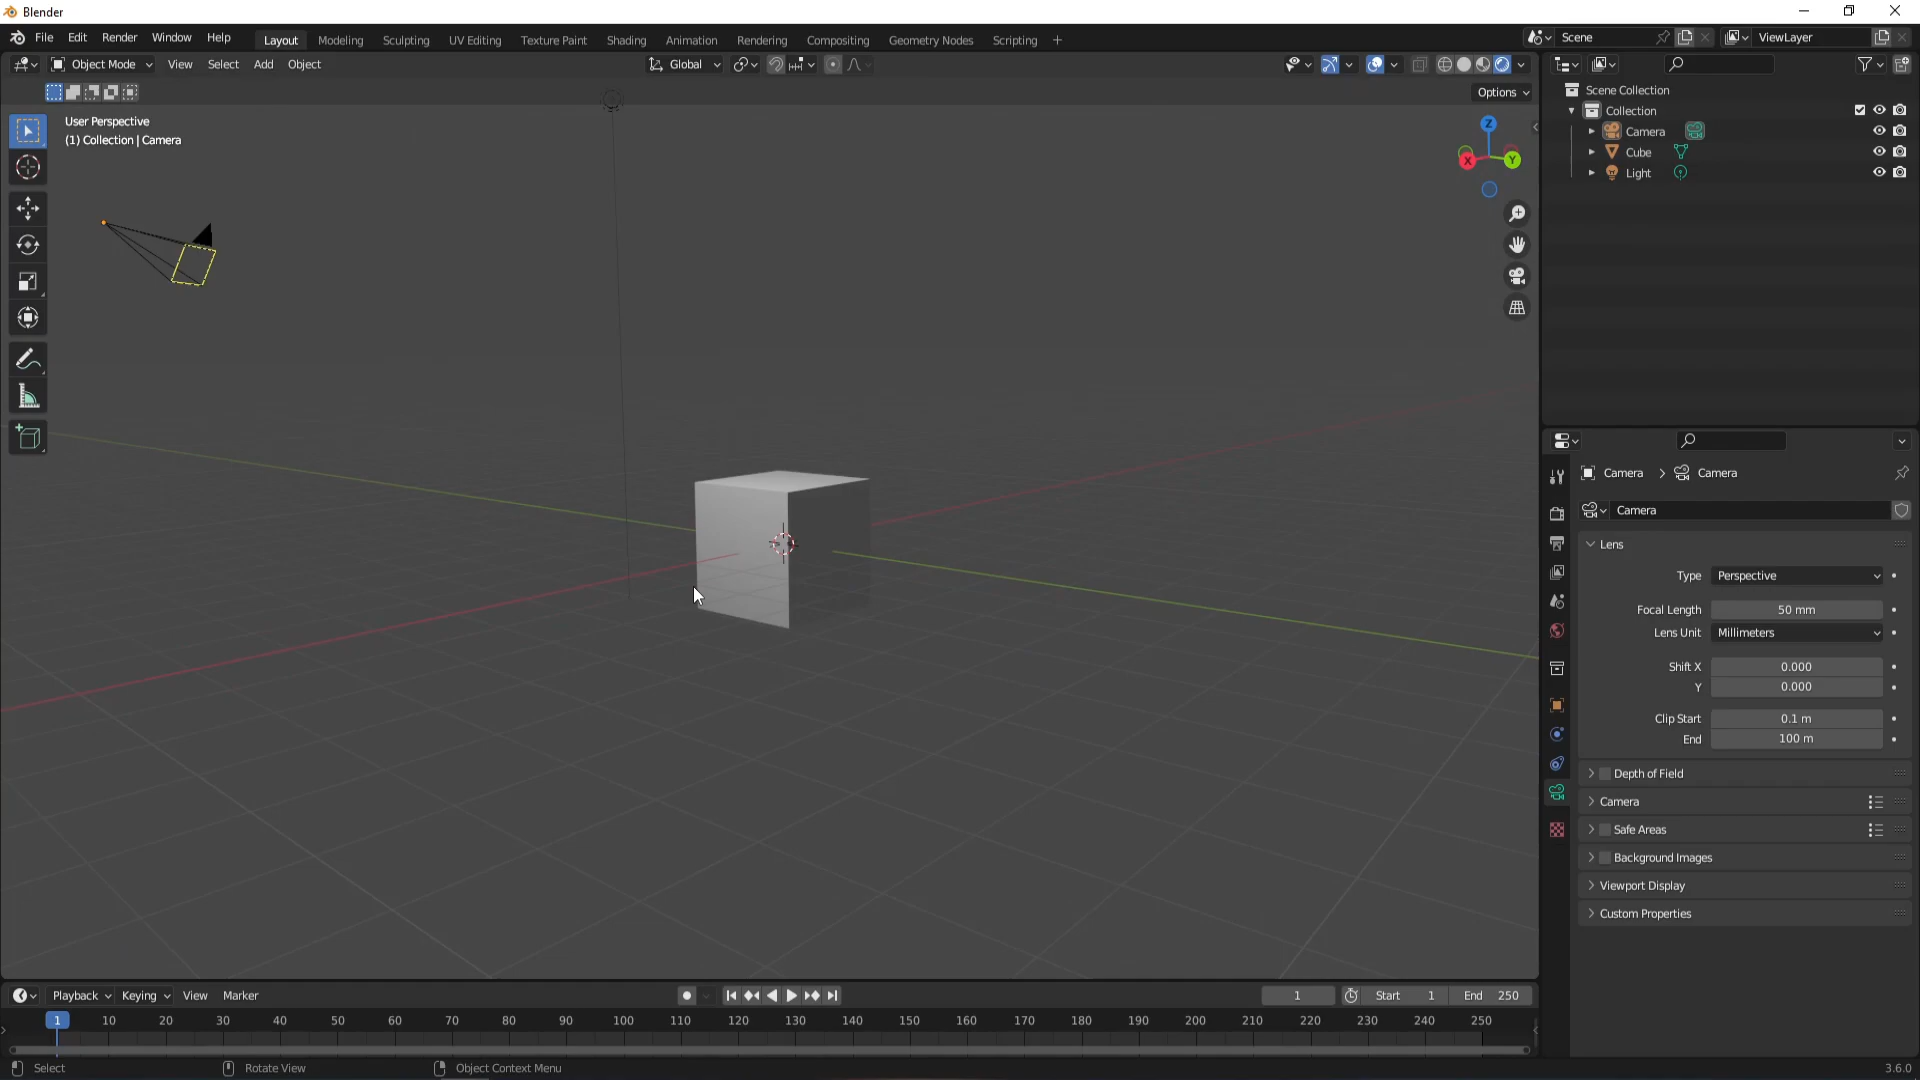 Blender
File Edit Render Window Help Layout Modeling Sculpting UV Editing Texture Paint Shading Animation Rendering Compositing Geometry Nodes Scripting + Scene ViewLayer
Object Mode View Select Add Object Global
Options
User Perspective
(1) Collection | Camera
Z
X
Y
Scene Collection
Collection
Camera
Cube
Light
Camera Camera
Camera
Lens
Type Perspective
Focal Length 50 mm
Lens Unit Millimeters
Shift X 0.000
Y 0.000
Clip Start 0.1 m
End 100 m
Depth of Field
Camera
Safe Areas
Background Images
Viewport Display
Custom Properties
Playback Keying View Marker 1 Start 1 End 250
1 10 20 30 40 50 60 70 80 90 100 110 120 130 140 150 160 170 180 190 200 210 220 230 240 250
Select Rotate View Object Context Menu 3.6.0